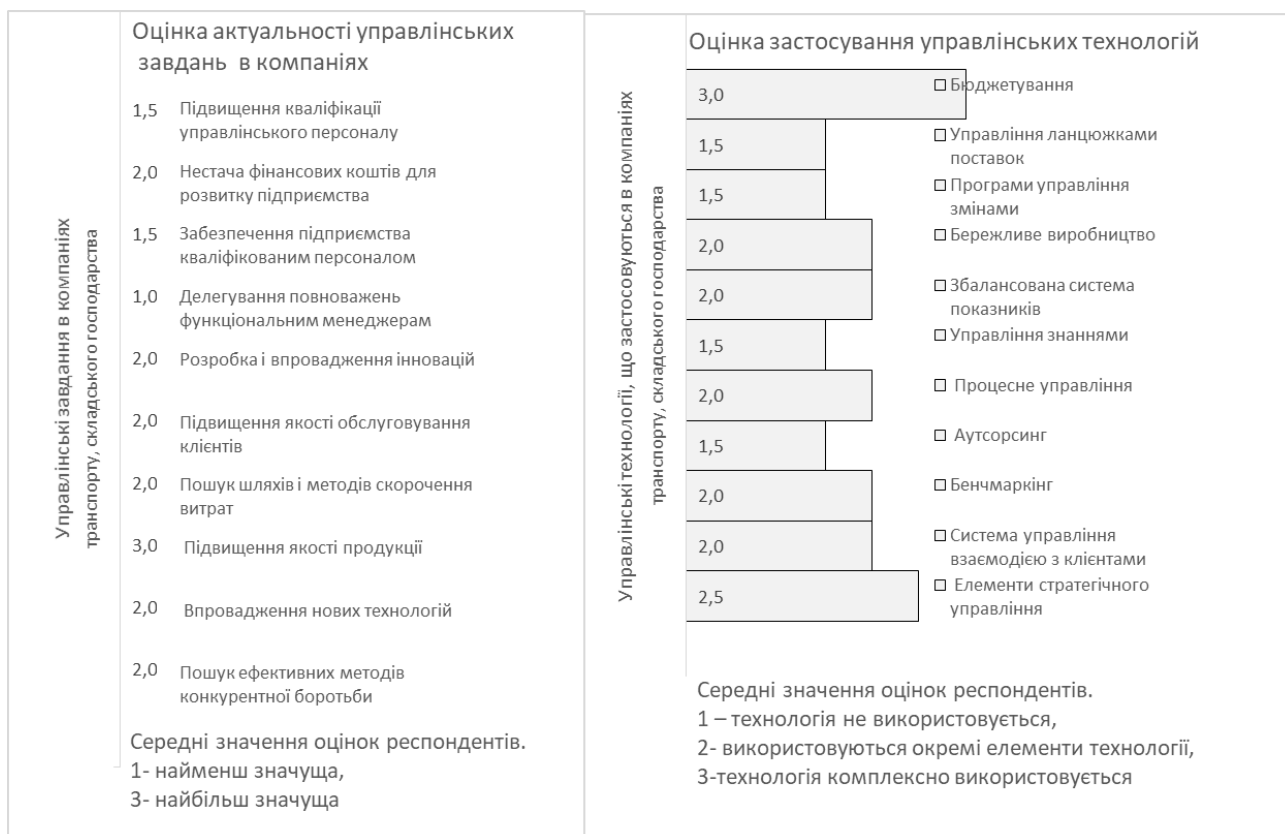 Управлінські завдання в компаніях
транспорту, складського господарства
Оцінка актуальності управлінських
завдань в компаніях
1,5 Підвищення кваліфікації
управлінського персоналу
2,0 Нестача фінансових коштів для
розвитку підприємства
1,5 Забезпечення підприємства
кваліфікованим персоналом
1,0 Делегування повноважень
функціональним менеджерам
2,0 Розробка і впровадження інновацій
2,0 Підвищення якості обслуговування
клієнтів
2,0 Пошук шляхів і методів скорочення
витрат
3,0 Підвищення якості продукції
2,0 Впровадження нових технологій
2,0 Пошук ефективних методів
конкурентної боротьби
Середні значення оцінок респондентів.
1- найменш значуща,
3- найбільш значуща
Управлінські технології, що застосовуються в компаніях
транспорту, складського господарства
Оцінка застосування управлінських технологій
3,0 Бюджетування
1,5 Управління ланцюжками
поставок
1,5 Програми управління
змінами
2,0 Бережливе виробництво
2,0 Збалансована система
показників
1,5 Управління знаннями
2,0 Процесне управління
1,5 Аутсорсинг
2,0 Бенчмаркінг
2,0 Система управління
взаємодією з клієнтами
2,5 Елементи стратегічного
управління
Середні значення оцінок респондентів.
1 – технологія не використовується,
2- використовуються окремі елементи технології,
3-технологія комплексно використовується